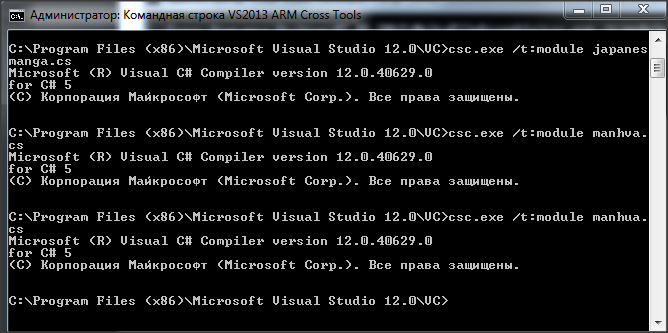 Администратор: Командная строка VS2013 ARM Cross Tools
C:\Program Files (x86)\Microsoft Visual Studio 12.0\VC>csc.exe /t:module japanes
manga.cs
Microsoft (R) Visual C# Compiler version 12.0.40629.0
for C# 5
(C) Корпорация Майкрософт (Microsoft Corp.). Все права защищены.
C:\Program Files (x86)\Microsoft Visual Studio 12.0\VC>csc.exe /t:module manhva.
cs
Microsoft (R) Visual C# Compiler version 12.0.40629.0
for C# 5
(C) Корпорация Майкрософт (Microsoft Corp.). Все права защищены.
C:\Program Files (x86)\Microsoft Visual Studio 12.0\VC>csc.exe /t:module manhua.
cs
Microsoft (R) Visual C# Compiler version 12.0.40629.0
for C# 5
(C) Корпорация Майкрософт (Microsoft Corp.). Все права защищены.
C:\Program Files (x86)\Microsoft Visual Studio 12.0\VC>